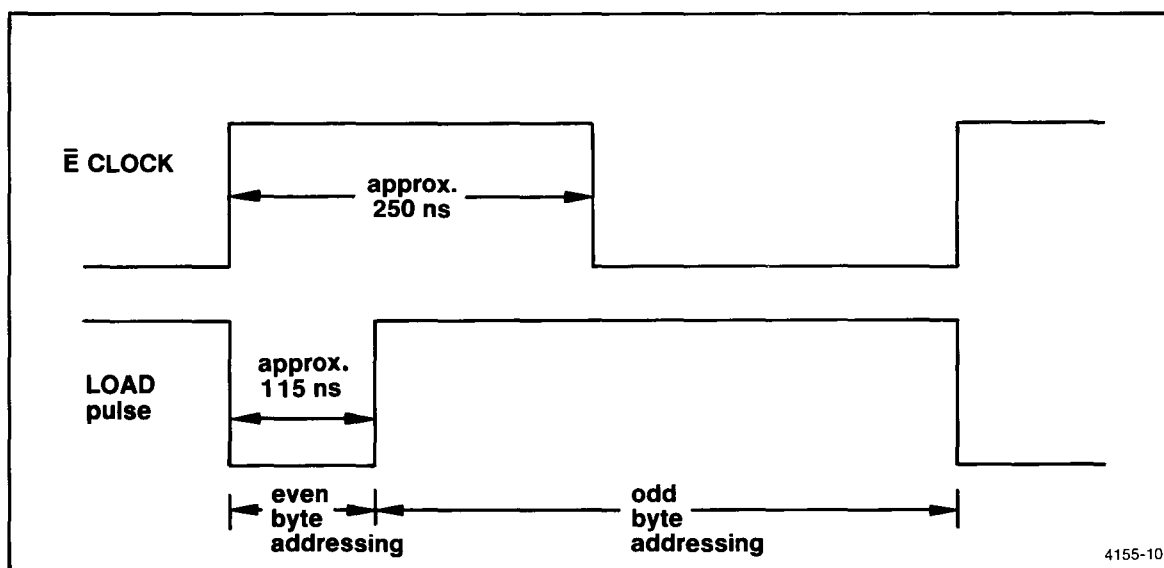 Ē CLOCK
approx.
250 ns
approx.
115 ns
LOAD
pulse
even
byte
addressing
odd
byte
addressing
4155-10